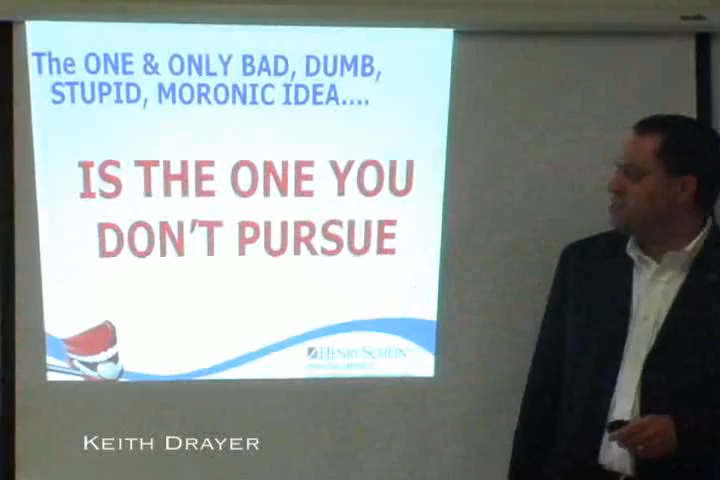 The ONE & ONLY BAD, DUMB,
STUPID, MORONIC IDEA....
IS THE ONE YOU
DON'T PURSUE
HENRY SCHEIN
KEITH DRAYER